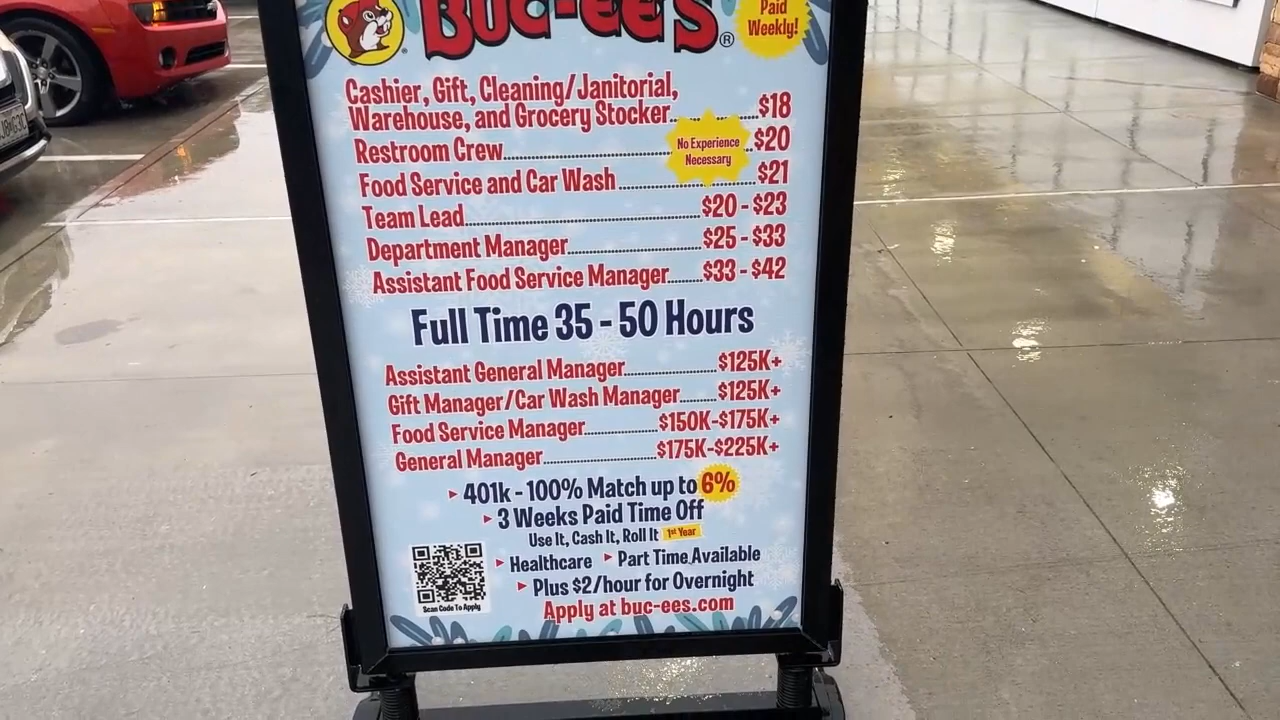 BUC-EE'S®
Paid
Weekly!
Cashier, Gift, Cleaning/Janitorial,
Warehouse, and Grocery Stocker........$18
No Experience
Necessary
Restroom Crew........$20
Food Service and Car Wash........$21
Team Lead........$20 - $23
Department Manager........$25 - $33
Assistant Food Service Manager........$33 - $42
Full Time 35 - 50 Hours
Assistant General Manager........$125K+
Gift Manager/Car Wash Manager........$125K+
Food Service Manager........$150K-$175K+
General Manager........$175K-$225K+
401k - 100% Match up to 6%
3 Weeks Paid Time Off
Use It, Cash It, Roll It 1st Year
Healthcare Part Time Available
Plus $2/hour for Overnight
Scan Code To Apply
Apply at buc-ees.com